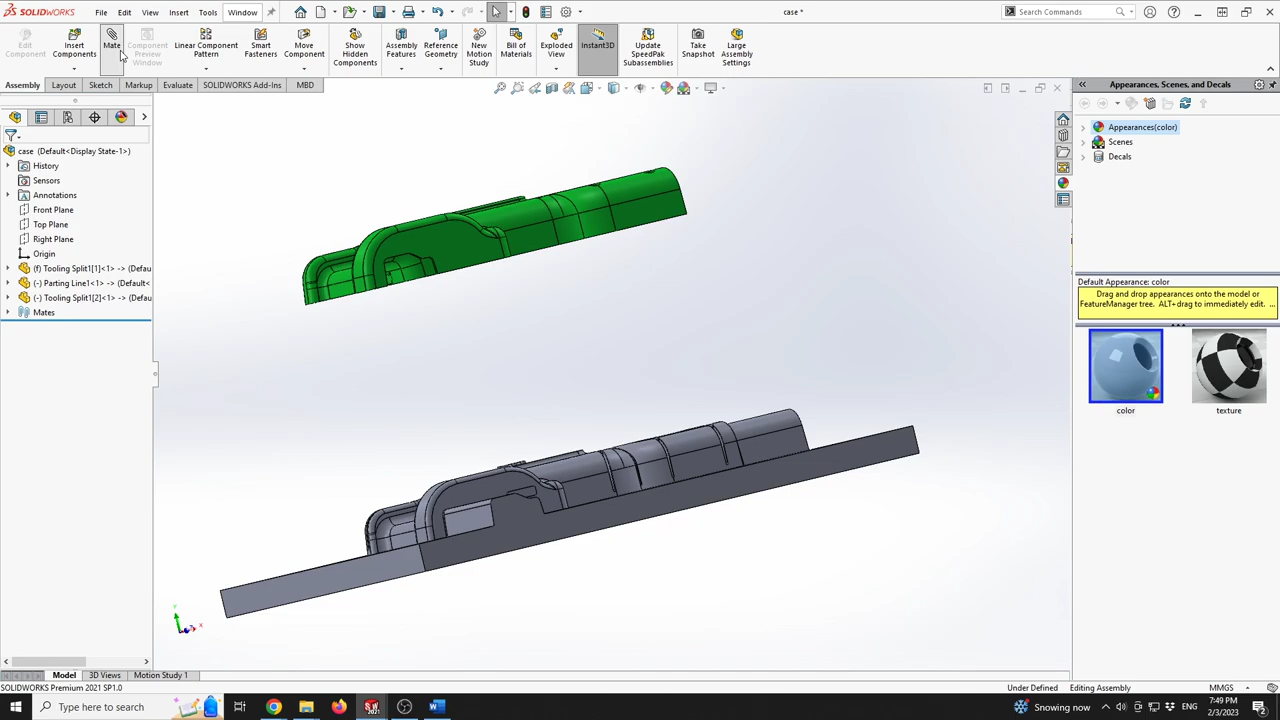 SOLIDWORKS File Edit View Insert Tools Window
case *
Search Commands
Edit Component
Insert Components
Mate
Component Preview Window
Linear Component Pattern
Smart Fasteners
Move Component
Show Hidden Components
Assembly Features
Reference Geometry
New Motion Study
Bill of Materials
Exploded View
Instant3D
Update SpeedPak Subassemblies
Take Snapshot
Large Assembly Settings
Assembly Layout Sketch Markup Evaluate SOLIDWORKS Add-Ins MBD
Appearances, Scenes, and Decals
case (Default<Display State-1>)
History
Sensors
Annotations
Front Plane
Top Plane
Right Plane
Origin
(f) Tooling Split1[1]<1> -> (Defau
(-) Parting Line1<1> -> (Default<
(-) Tooling Split1[2]<1> -> (Defau
Mates
Appearances(color)
Scenes
Decals
Default Appearance: color
Drag and drop appearances onto the model or
FeatureManager tree. ALT+drag to immediately edit. ...
color
texture
Y
X
Model 3D Views Motion Study 1
SOLIDWORKS Premium 2021 SP1.0
Under Defined Editing Assembly MMGS
Type here to search
SW
2021
Snowing now
ENG
7:49 PM
2/3/2023
2